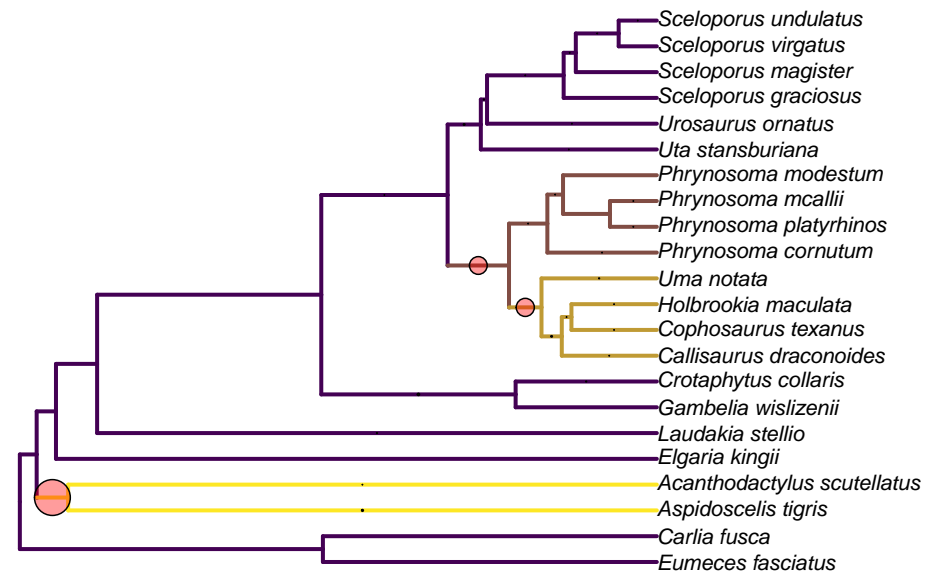 Sceloporus undulatus
Sceloporus virgatus
Sceloporus magister
Sceloporus graciosus
Urosaurus ornatus
Uta stansburiana
Phrynosoma modestum
Phrynosoma mcallii
Phrynosoma platyrhinos
Phrynosoma cornutum
Uma notata
Holbrookia maculata
Cophosaurus texanus
Callisaurus draconoides
Crotaphytus collaris
Gambelia wislizenii
Laudakia stellio
Elgaria kingii
Acanthodactylus scutellatus
Aspidoscelis tigris
Carlia fusca
Eumeces fasciatus